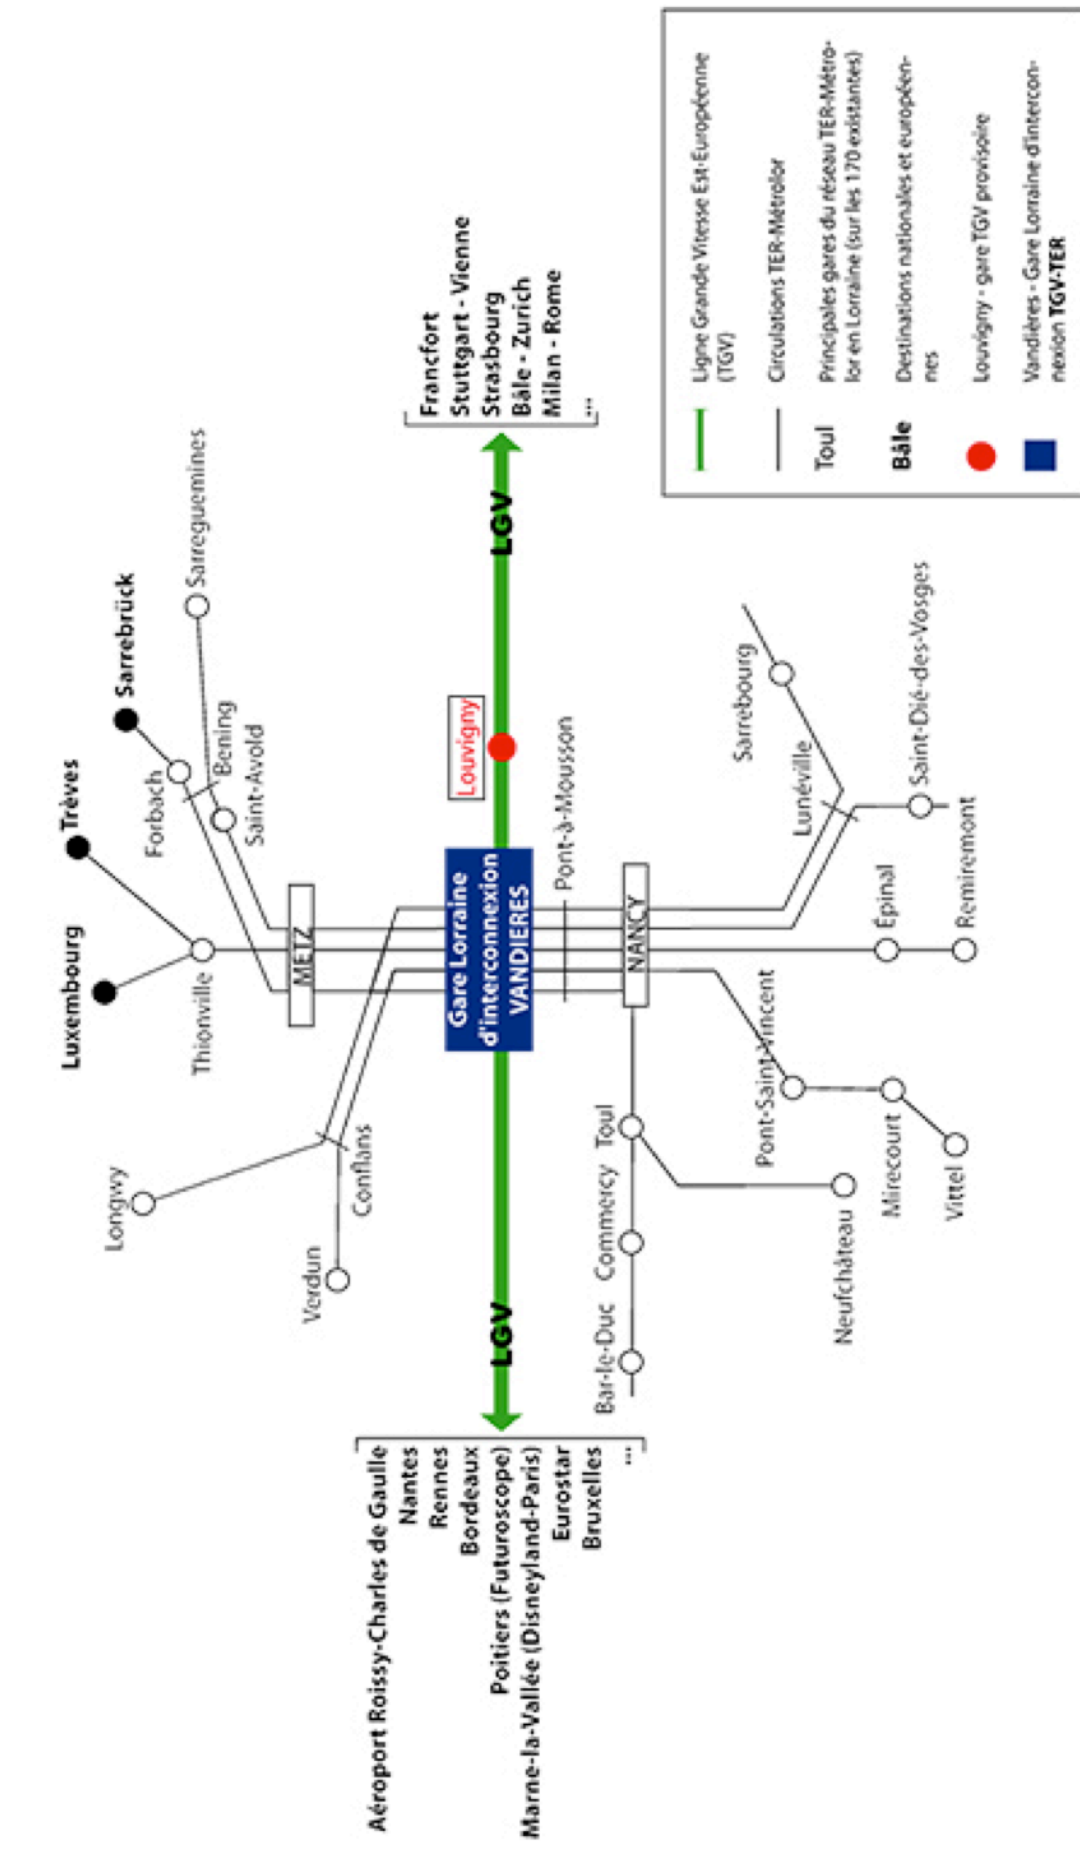 Luxembourg
Trèves
Sarrebrück
Longwy
Thionville
Forbach
Sarreguemines
Bening
Saint-Avold
METZ
Verdun
Conflans
Aéroport Roissy-Charles de Gaulle
Nantes
Rennes
Bordeaux
Poitiers (Futuroscope)
Marne-la-Vallée (Disneyland-Paris)
Eurostar
Bruxelles
...
LGV
Gare Lorraine
d'interconnexion
VANDIERES
Louvigny
LGV
Francfort
Stuttgart - Vienne
Strasbourg
Bâle - Zurich
Milan - Rome
...
Pont-à-Mousson
Bar-le-Duc
Commercy
Toul
NANCY
Sarrebourg
Lunéville
Pont-Saint-Vincent
Neufchâteau
Mirecourt
Vittel
Épinal
Saint-Dié-des-Vosges
Remiremont
Ligne Grande Vitesse Est-Européenne
(TGV)
Circulations TER-Métrolor
Toul
Principales gares du réseau TER-Métro-
lor en Lorraine (sur les 170 existantes)
Bâle
Destinations nationales et européen-
nes
Louvigny - gare TGV provisoire
Vandières - Gare Lorraine d'intercon-
nexion TGV-TER